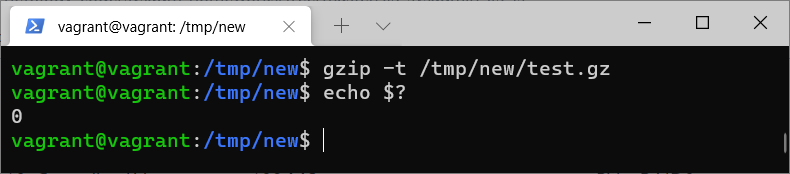 vagrant@vagrant: /tmp/new
vagrant@vagrant:/tmp/new$ gzip -t /tmp/new/test.gz
vagrant@vagrant:/tmp/new$ echo $?
0
vagrant@vagrant:/tmp/new$